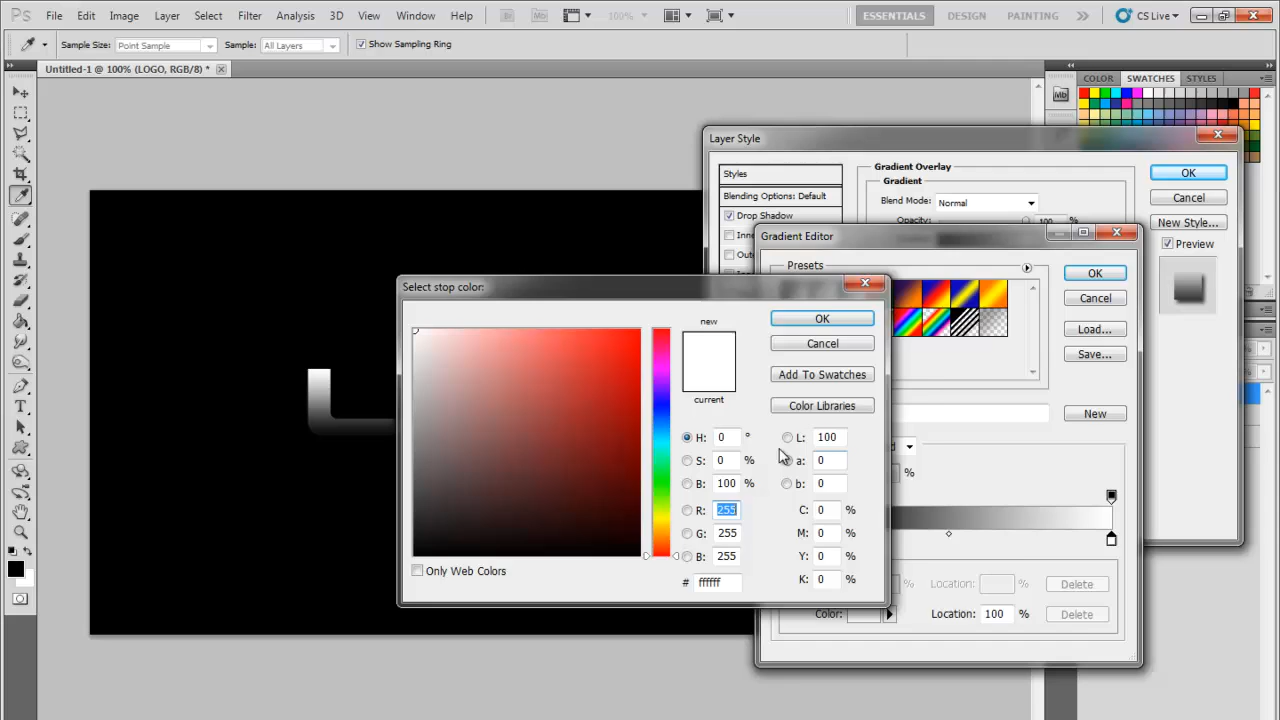 Ps File Edit Image Layer Select Filter Analysis 3D View Window Help Br Mb 100% ESSENTIALS DESIGN PAINTING CS Live
Sample Size: Point Sample Sample: All Layers Show Sampling Ring
Untitled-1 @ 100% (LOGO, RGB/8) *
COLOR SWATCHES STYLES
Mb
Layer Style
Styles
Blending Options: Default
Drop Shadow
Gradient Overlay
Gradient
Blend Mode: Normal
Opacity: 100 %
OK
Cancel
New Style...
Preview
Gradient Editor
Presets
OK
Cancel
Load...
Save...
New
%
% Location: % Delete
Color: Location: 100 % Delete
Select stop color:
new
current
OK
Cancel
Add To Swatches
Color Libraries
H: 0 ° L: 100
S: 0 % a: 0
B: 100 % b: 0
R: 255 C: 0 %
G: 255 M: 0 %
B: 255 Y: 0 %
# ffffff K: 0 %
Only Web Colors
T